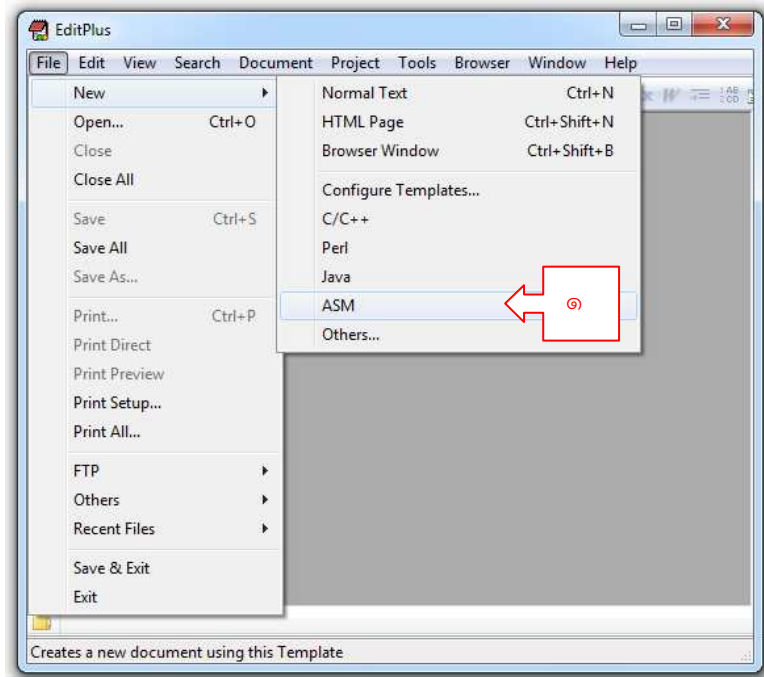 EditPlus
File Edit View Search Document Project Tools Browser Window Help
New
Open... Ctrl+O
Close
Close All
Save Ctrl+S
Save All
Save As...
Print... Ctrl+P
Print Direct
Print Preview
Print Setup...
Print All...
FTP
Others
Recent Files
Save & Exit
Exit
Normal Text Ctrl+N
HTML Page Ctrl+Shift+N
Browser Window Ctrl+Shift+B
Configure Templates...
C/C++
Perl
Java
ASM
Others...
๑
Creates a new document using this Template